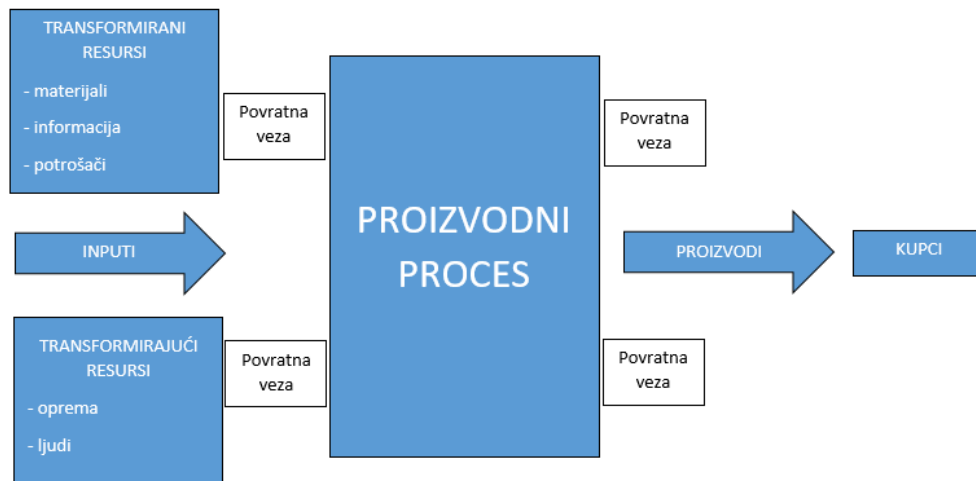 TRANSFORMIRANI
RESURSI
- materijali
- informacija
- potrošači
Povratna
veza
Povratna
veza
PROIZVODNI
PROCES
INPUTI
PROIZVODI
KUPCI
TRANSFORMIRAJUĆI
RESURSI
- oprema
- ljudi
Povratna
veza
Povratna
veza